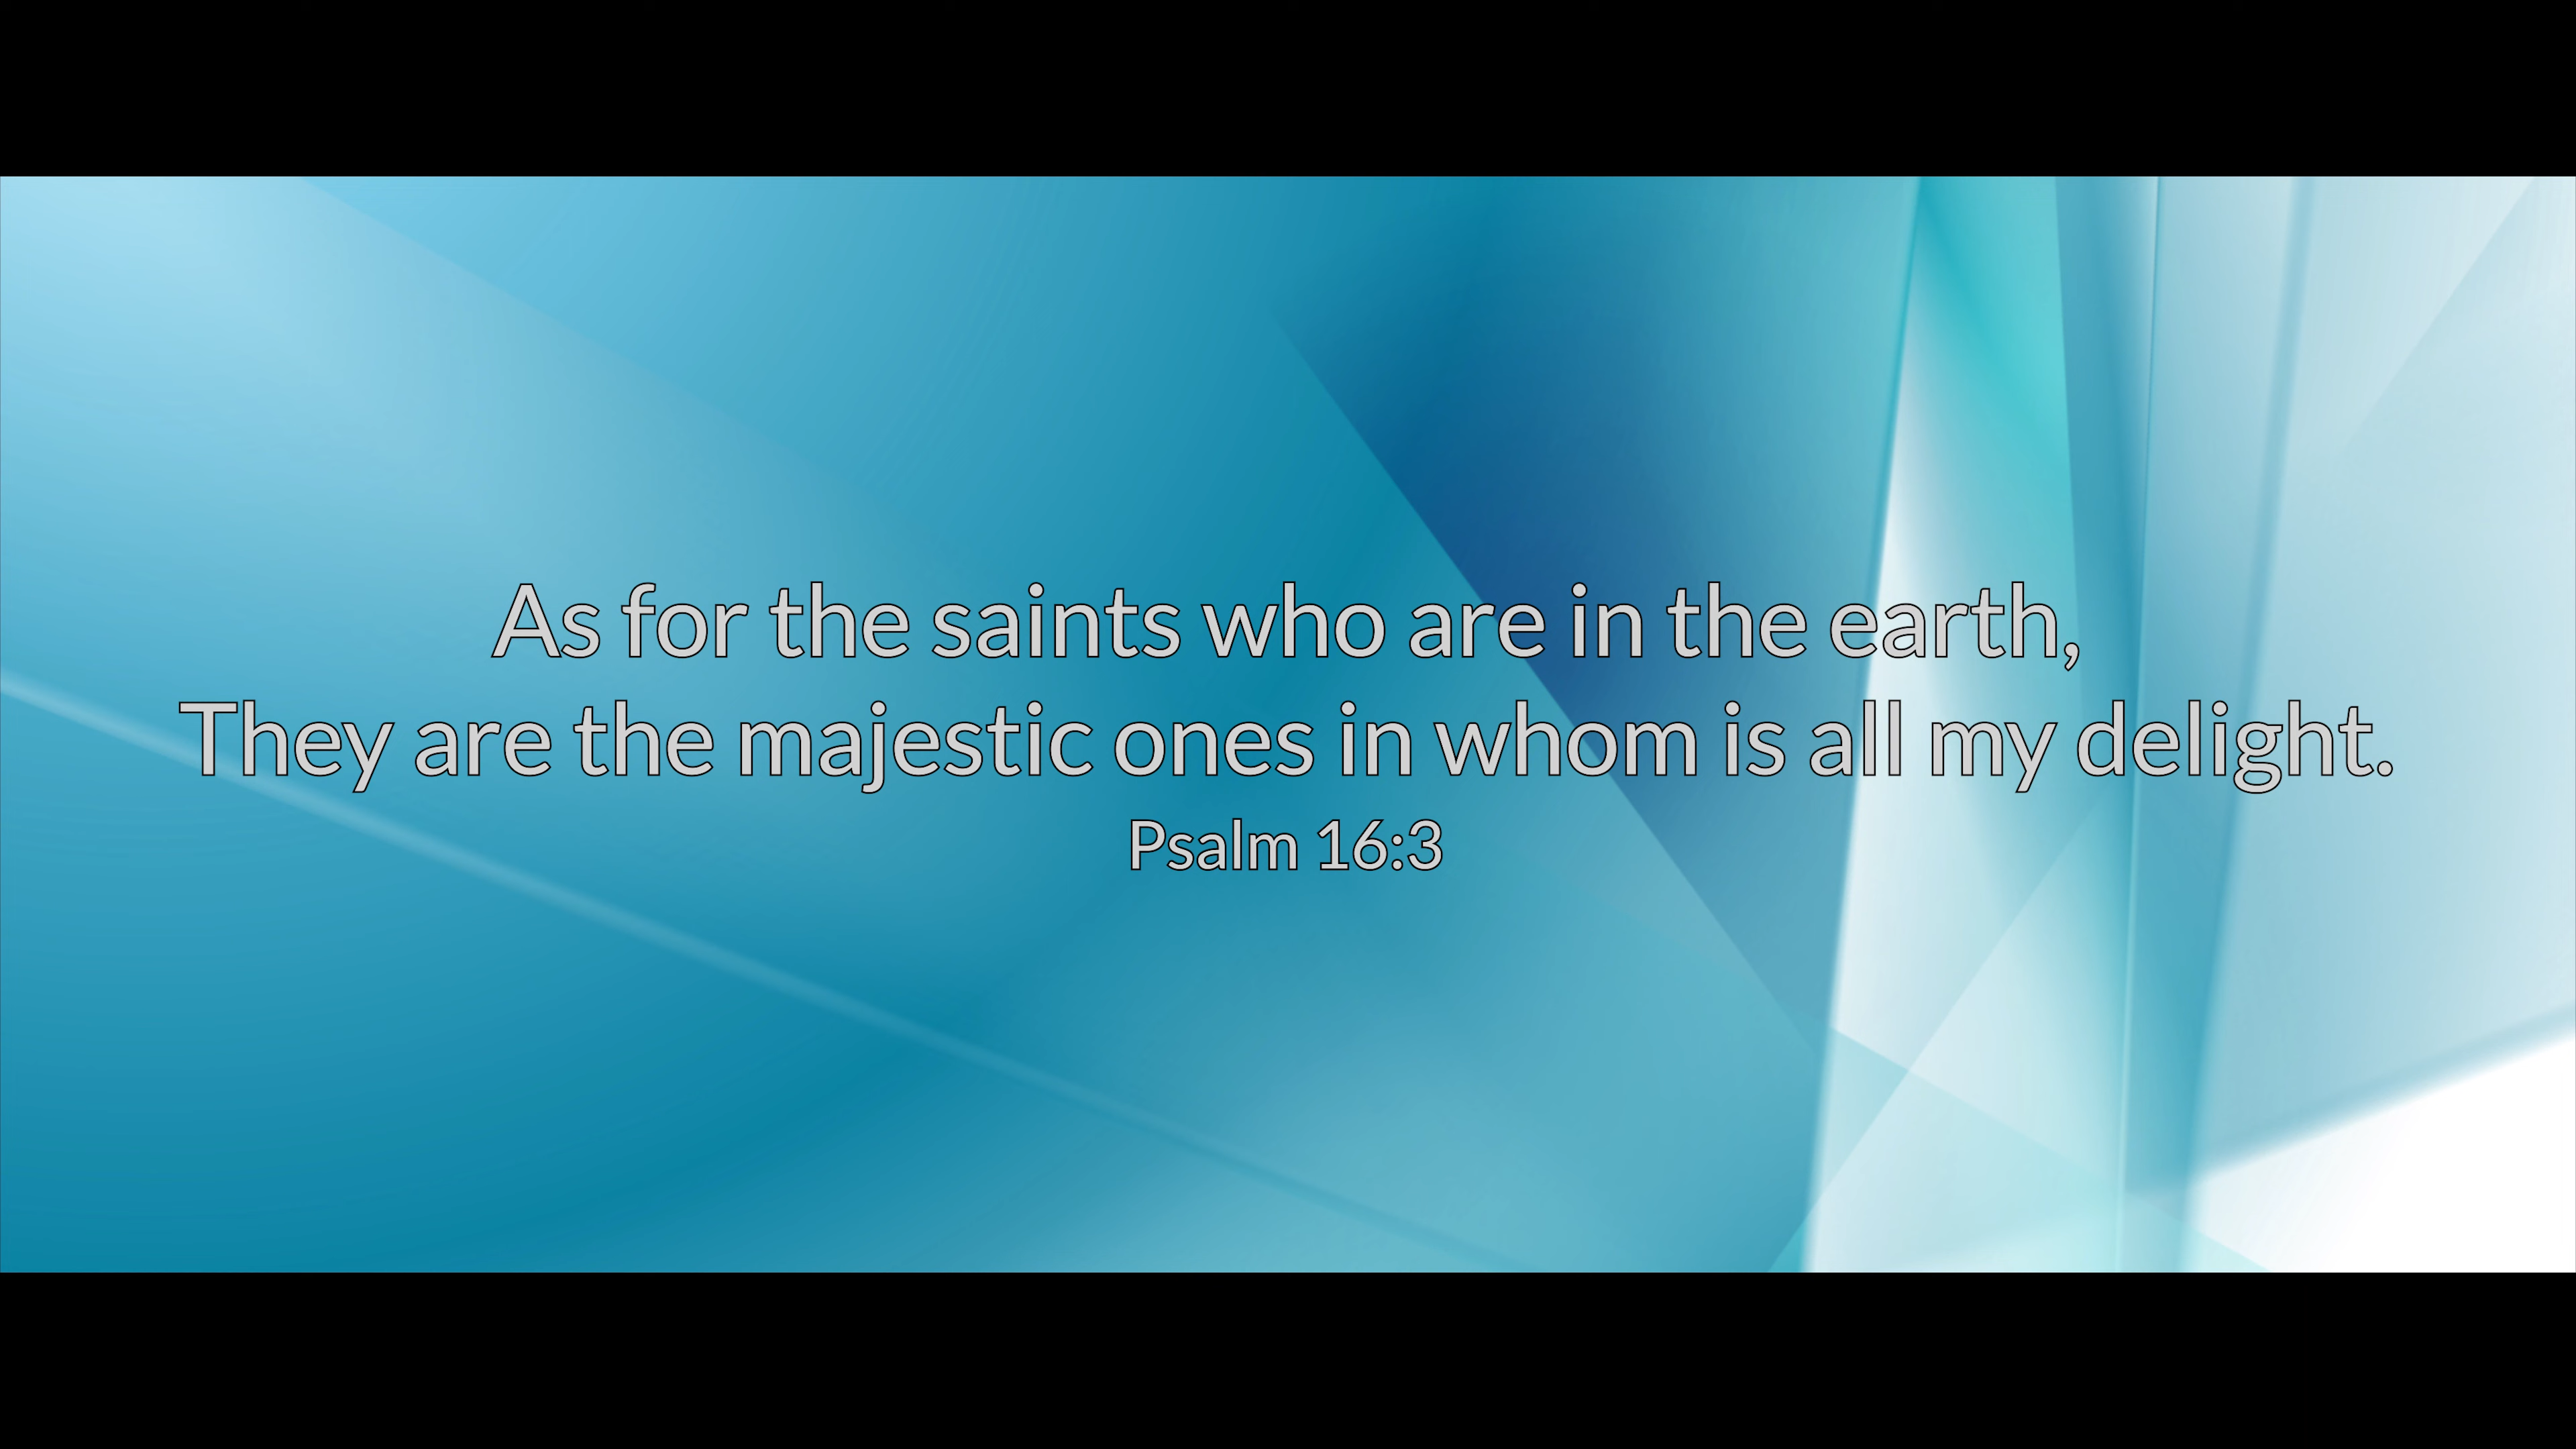 As for the saints who are in the earth,
They are the majestic ones in whom is all my delight.
Psalm 16:3